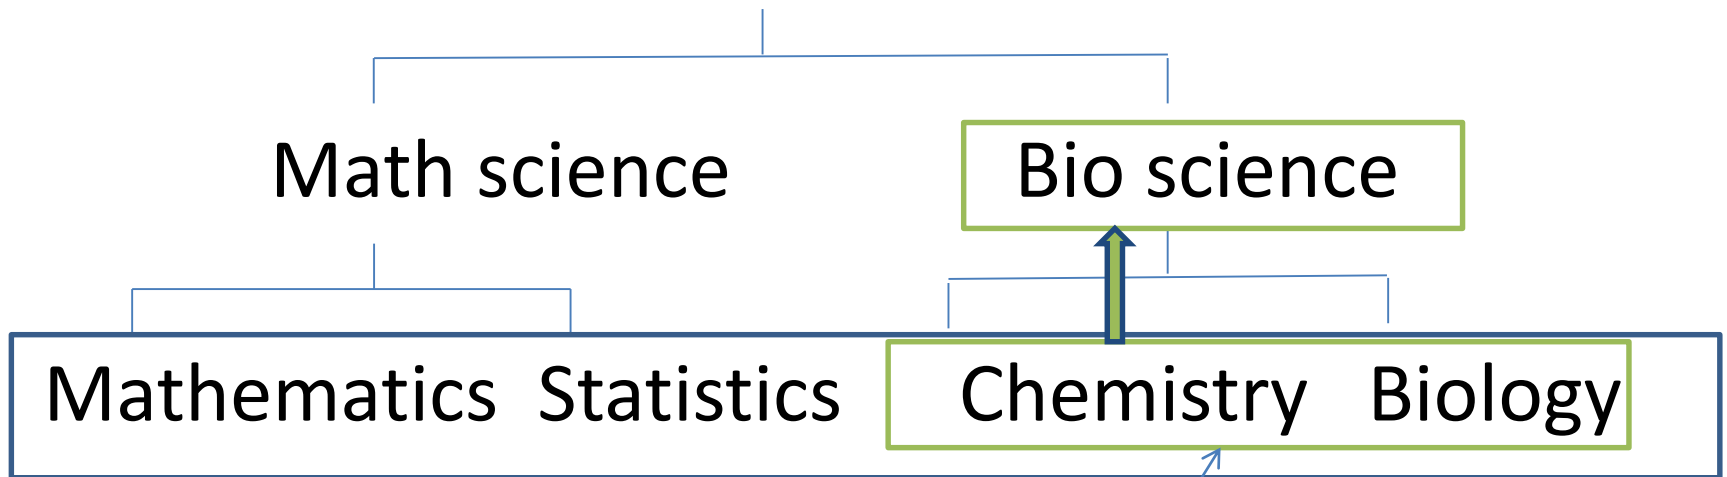 Math science Bio science
Mathematics Statistics Chemistry Biology